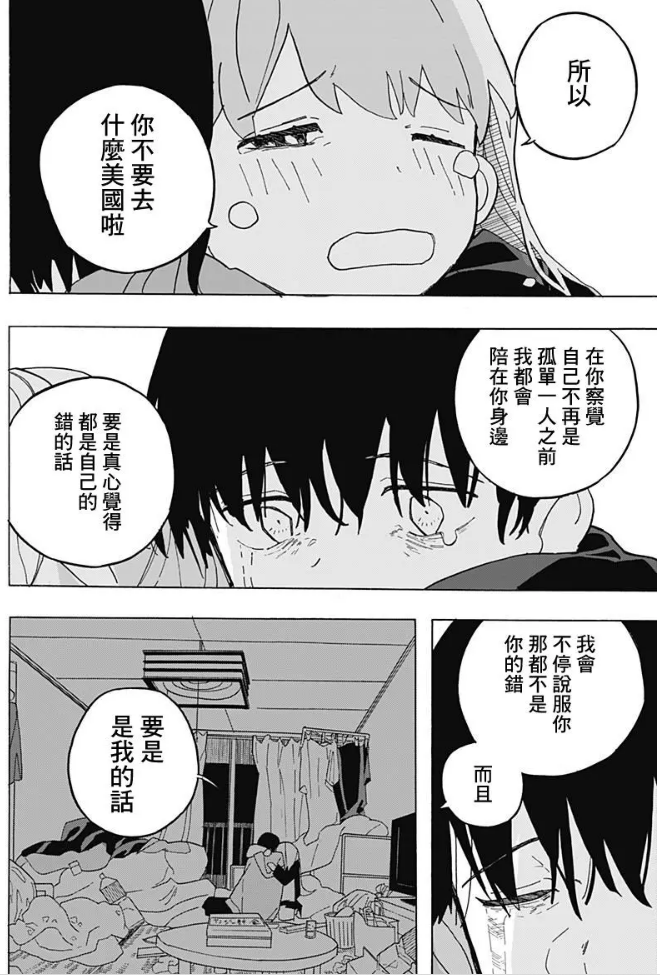 所以
你不要去
什麼美國啦
在你察覺
自己不再是
孤單一人之前
我都會
陪在你身邊
要是真心覺得
都是自己的
錯的話
我會
不停說服你
那都不是
你的錯
而且
要是
是我的話